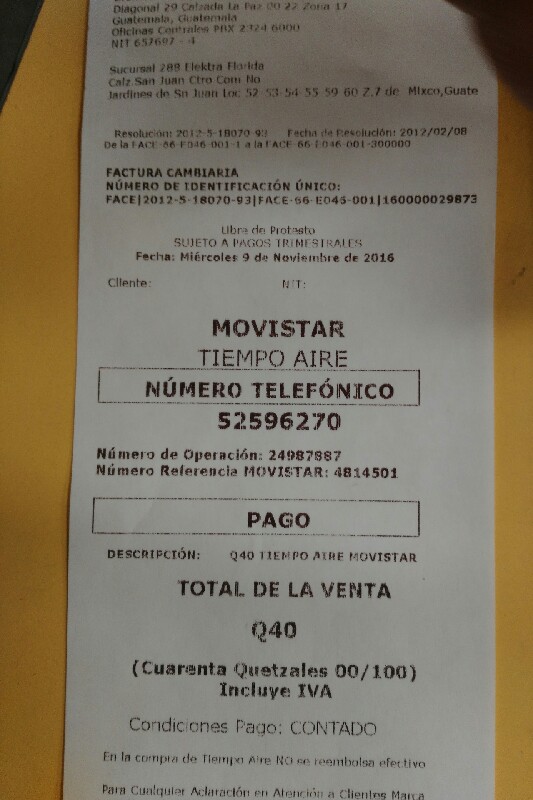 Diagonal 29 Calzada La Paz 00 22 Zona 17
Guatemala, Guatemala
Oficinas Centrales PBX 2324 6000
NIT 657697 - 4
Sucursal 288 Elektra Florida
Calz.San Juan Ctro Com No
Jardines de Sn Juan Loc 52 53-54-55-59-60 Z.7 de Mixco,Guate
Resolución: 2012-5-18070-93 Fecha de Resolución: 2012/02/08
De la FACE-66-E046-001-1 a la FACE-66-E046-001-300000
FACTURA CAMBIARIA
NÚMERO DE IDENTIFICACIÓN ÚNICO:
FACE|2012-5-18070-93|FACE-66-E046-001|160000029873
Libre de Protesto
SUJETO A PAGOS TRIMESTRALES
Fecha: Miércoles 9 de Noviembre de 2016
Cliente: NIT:
MOVISTAR
TIEMPO AIRE
NÚMERO TELEFÓNICO
52596270
Número de Operación: 24987887
Número Referencia MOVISTAR: 4814501
PAGO
DESCRIPCIÓN: Q40 TIEMPO AIRE MOVISTAR
TOTAL DE LA VENTA
Q40
(Cuarenta Quetzales 00/100)
Incluye IVA
Condiciones Pago: CONTADO
En la compra de Tiempo Aire NO se reembolsa efectivo
Para Cualquier Aclaración en Atención a Clientes Marca